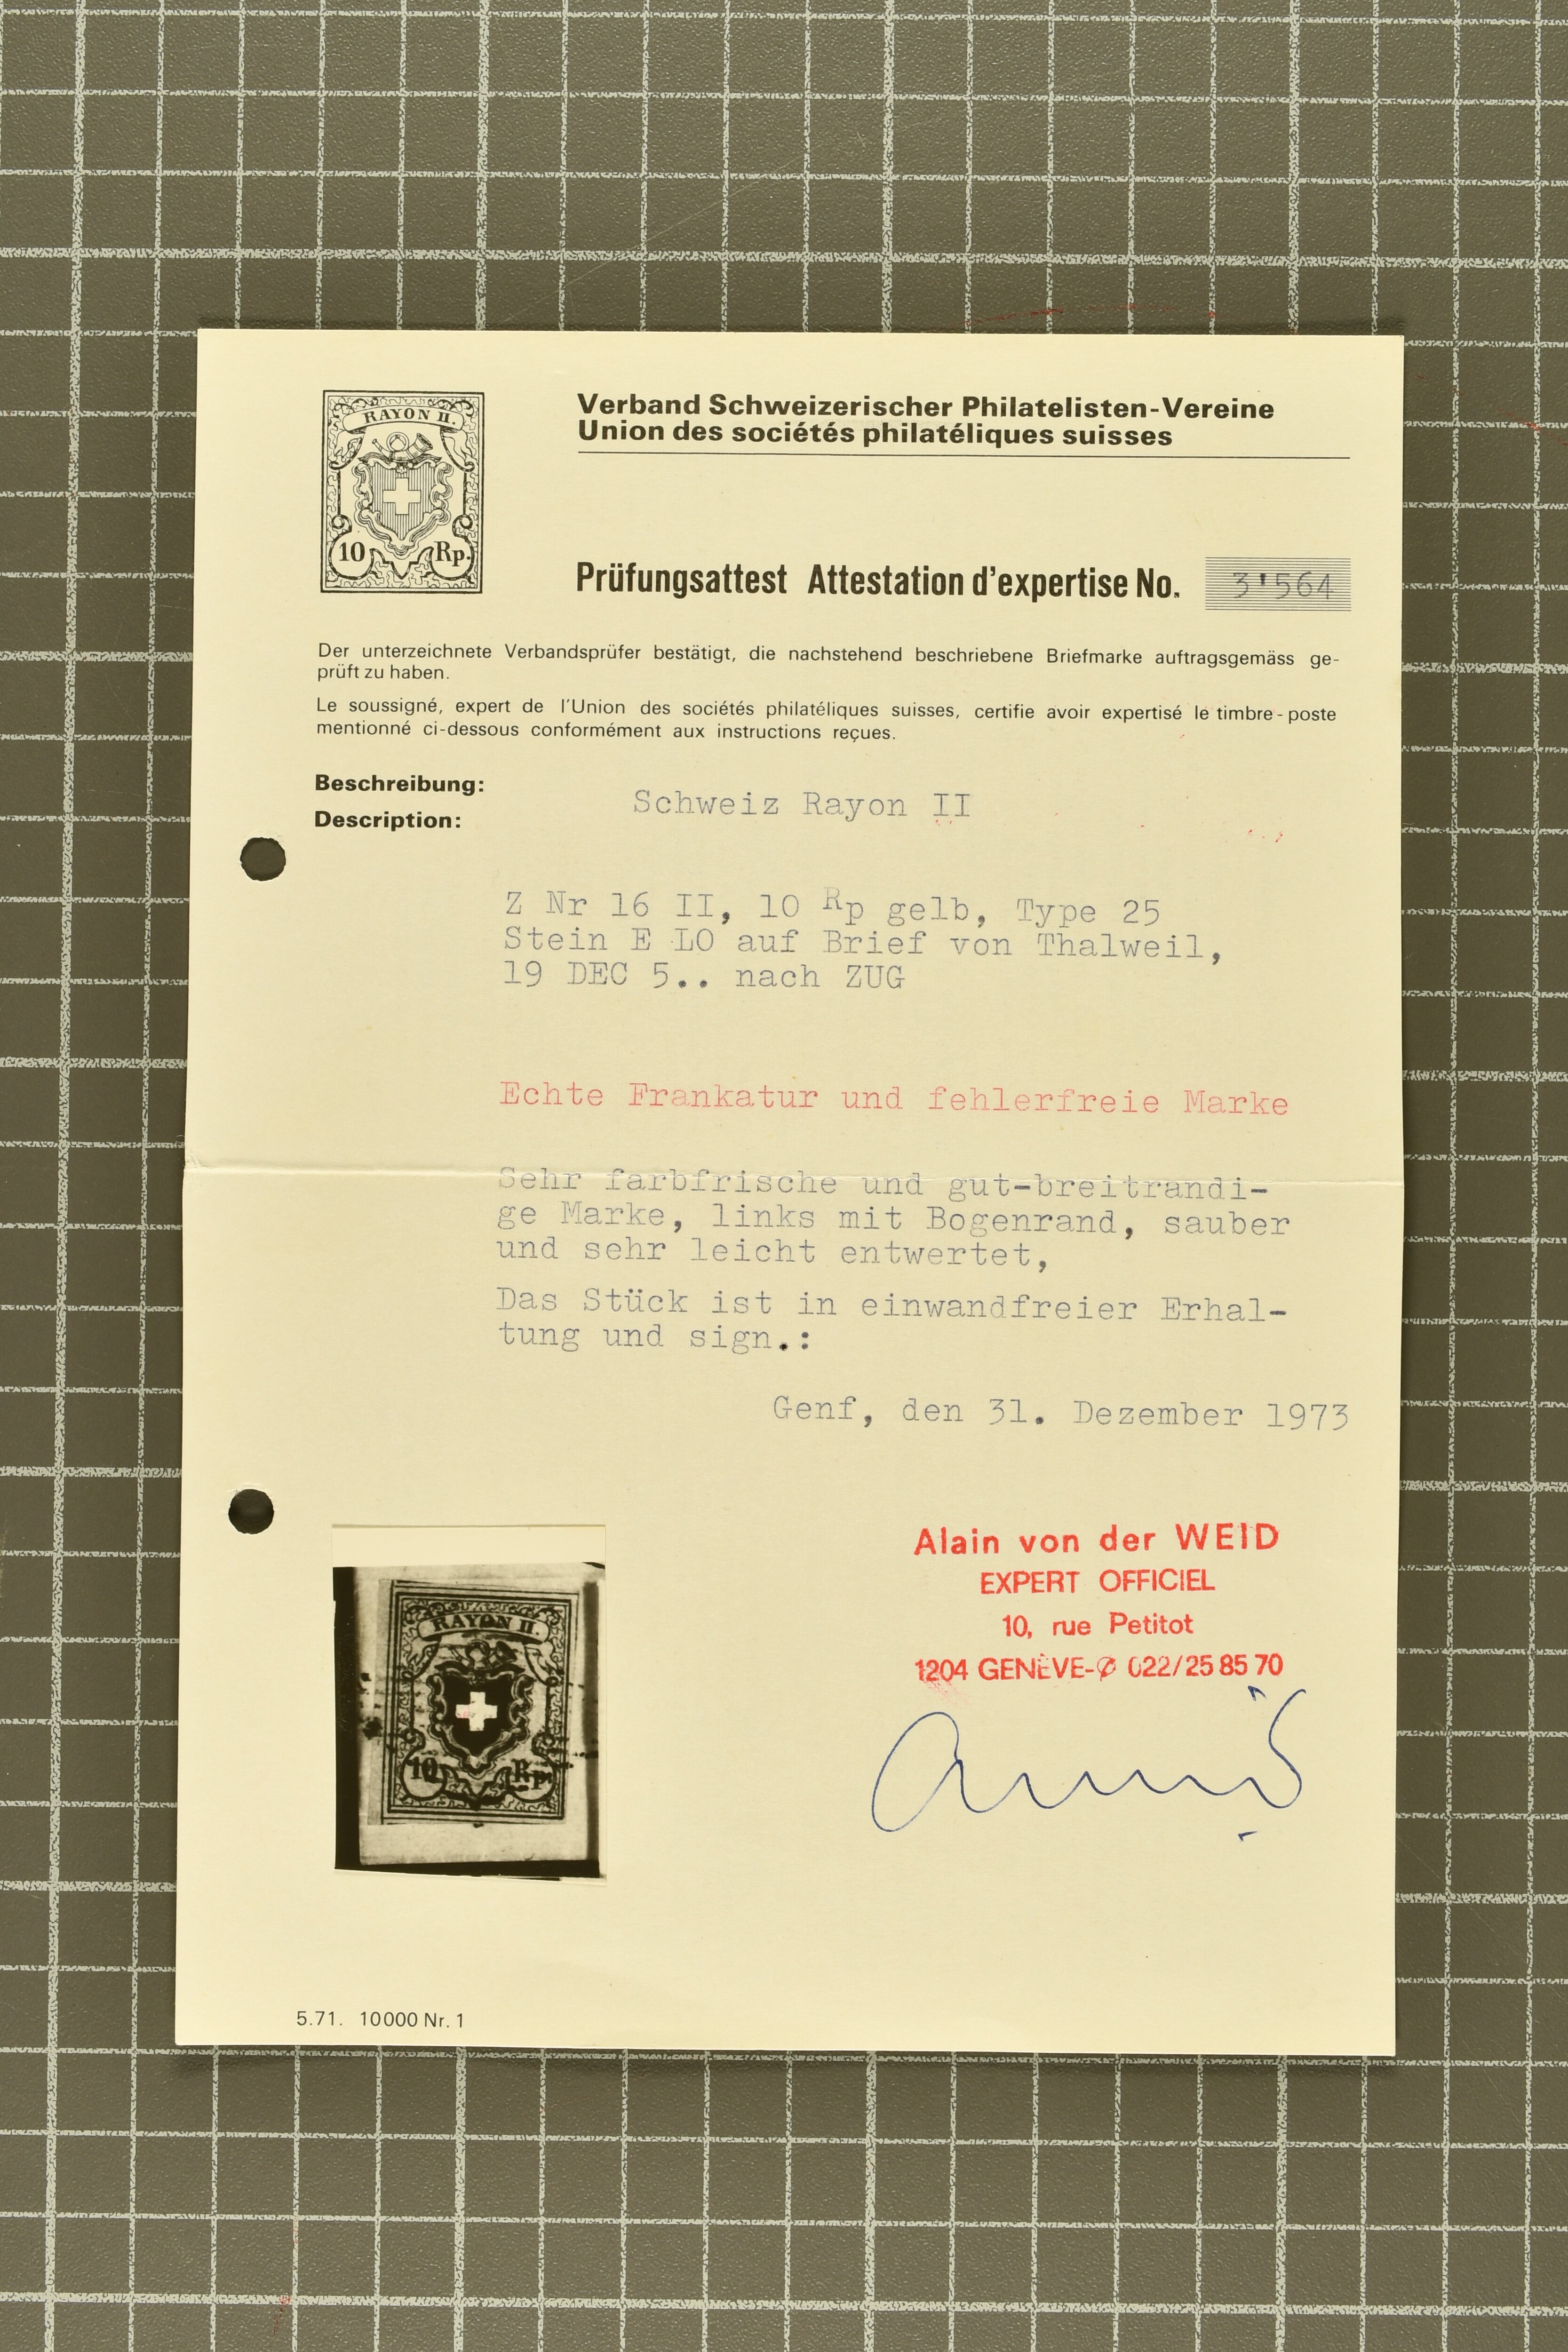 RAYON II.
10 Rp.
Verband Schweizerischer Philatelisten-Vereine
Union des sociétés philatéliques suisses
Prüfungsattest Attestation d'expertise No. 3'564
Der unterzeichnete Verbandsprüfer bestätigt, die nachstehend beschriebene Briefmarke auftragsgemäss ge-
prüft zu haben.
Le soussigné, expert de l'Union des sociétés philatéliques suisses, certifie avoir expertisé le timbre-poste
mentionné ci-dessous conformément aux instructions reçues.
Beschreibung:
Description:
Schweiz Rayon II
Z Nr 16 II, 10 Rp gelb, Type 25
Stein E LO auf Brief von Thalweil,
19 DEC 5.. nach ZUG
Echte Frankatur und fehlerfreie Marke
Sehr farbfrische und gut-breitrandi-
ge Marke, links mit Bogenrand, sauber
und sehr leicht entwertet,
Das Stück ist in einwandfreier Erhal-
tung und sign.:
Genf, den 31. Dezember 1973
Alain von der WEID
EXPERT OFFICIEL
10, rue Petitot
1204 GENÈVE-∅ 022/25 85 70
RAYON II.
10 Rp.
5.71. 10000 Nr. 1